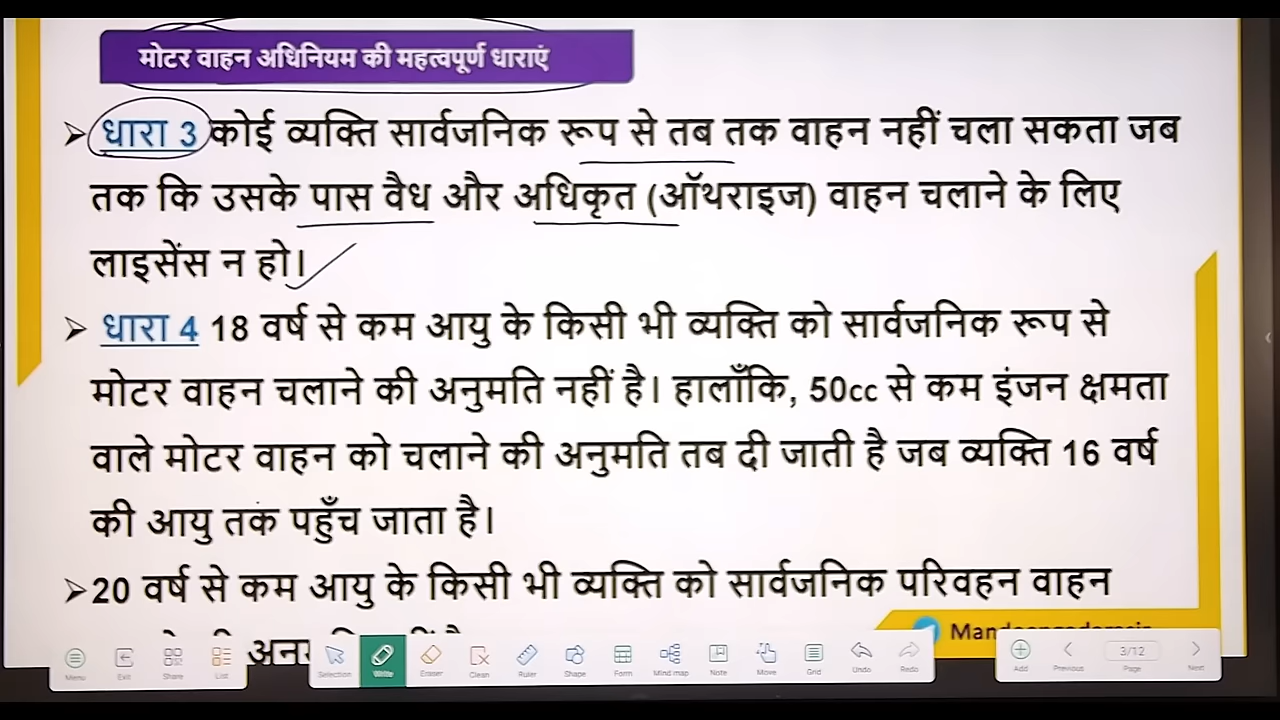 मोटर वाहन अधिनियम की महत्वपूर्ण धाराएं
➢ धारा 3 कोई व्यक्ति सार्वजनिक रूप से तब तक वाहन नहीं चला सकता जब
तक कि उसके पास वैध और अधिकृत (ऑथराइज) वाहन चलाने के लिए
लाइसेंस न हो।
➢ धारा 4 18 वर्ष से कम आयु के किसी भी व्यक्ति को सार्वजनिक रूप से
मोटर वाहन चलाने की अनुमति नहीं है। हालाँकि, 50cc से कम इंजन क्षमता
वाले मोटर वाहन को चलाने की अनुमति तब दी जाती है जब व्यक्ति 16 वर्ष
की आयु तक पहुँच जाता है।
➢ 20 वर्ष से कम आयु के किसी भी व्यक्ति को सार्वजनिक परिवहन वाहन
Menu Exit Share List Selection Write Eraser Clean Ruler Shape Form Mind map Note Move Grid Undo Redo Add Previous 3/12 Page Next